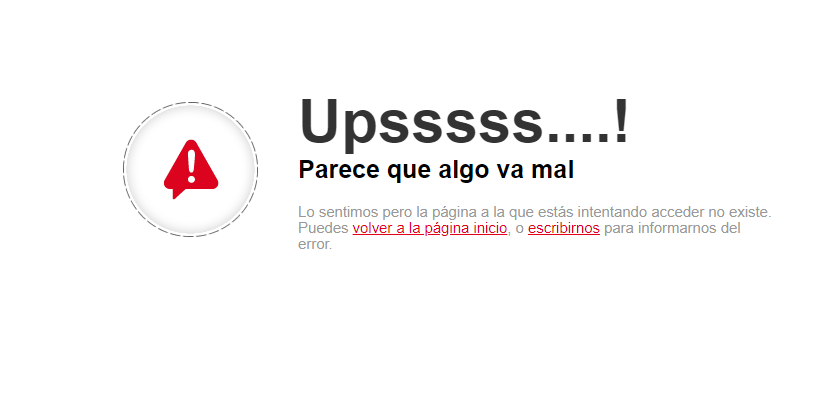 Upsssss....!
Parece que algo va mal
Lo sentimos pero la página a la que estás intentando acceder no existe.
Puedes volver a la página inicio, o escribirnos para informarnos del
error.